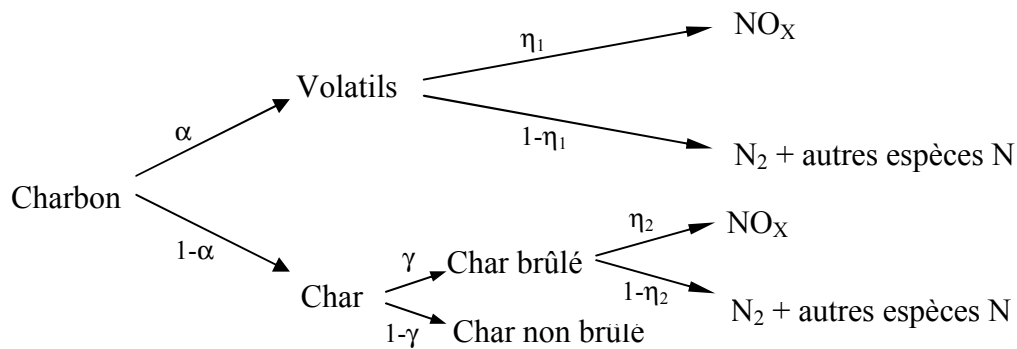 η₁
NOₓ
Volatils
α
1-η₁
N₂ + autres espèces N
Charbon
1-α
η₂
NOₓ
γ
Char brûlé
Char
1-η₂
N₂ + autres espèces N
1-γ
Char non brûlé